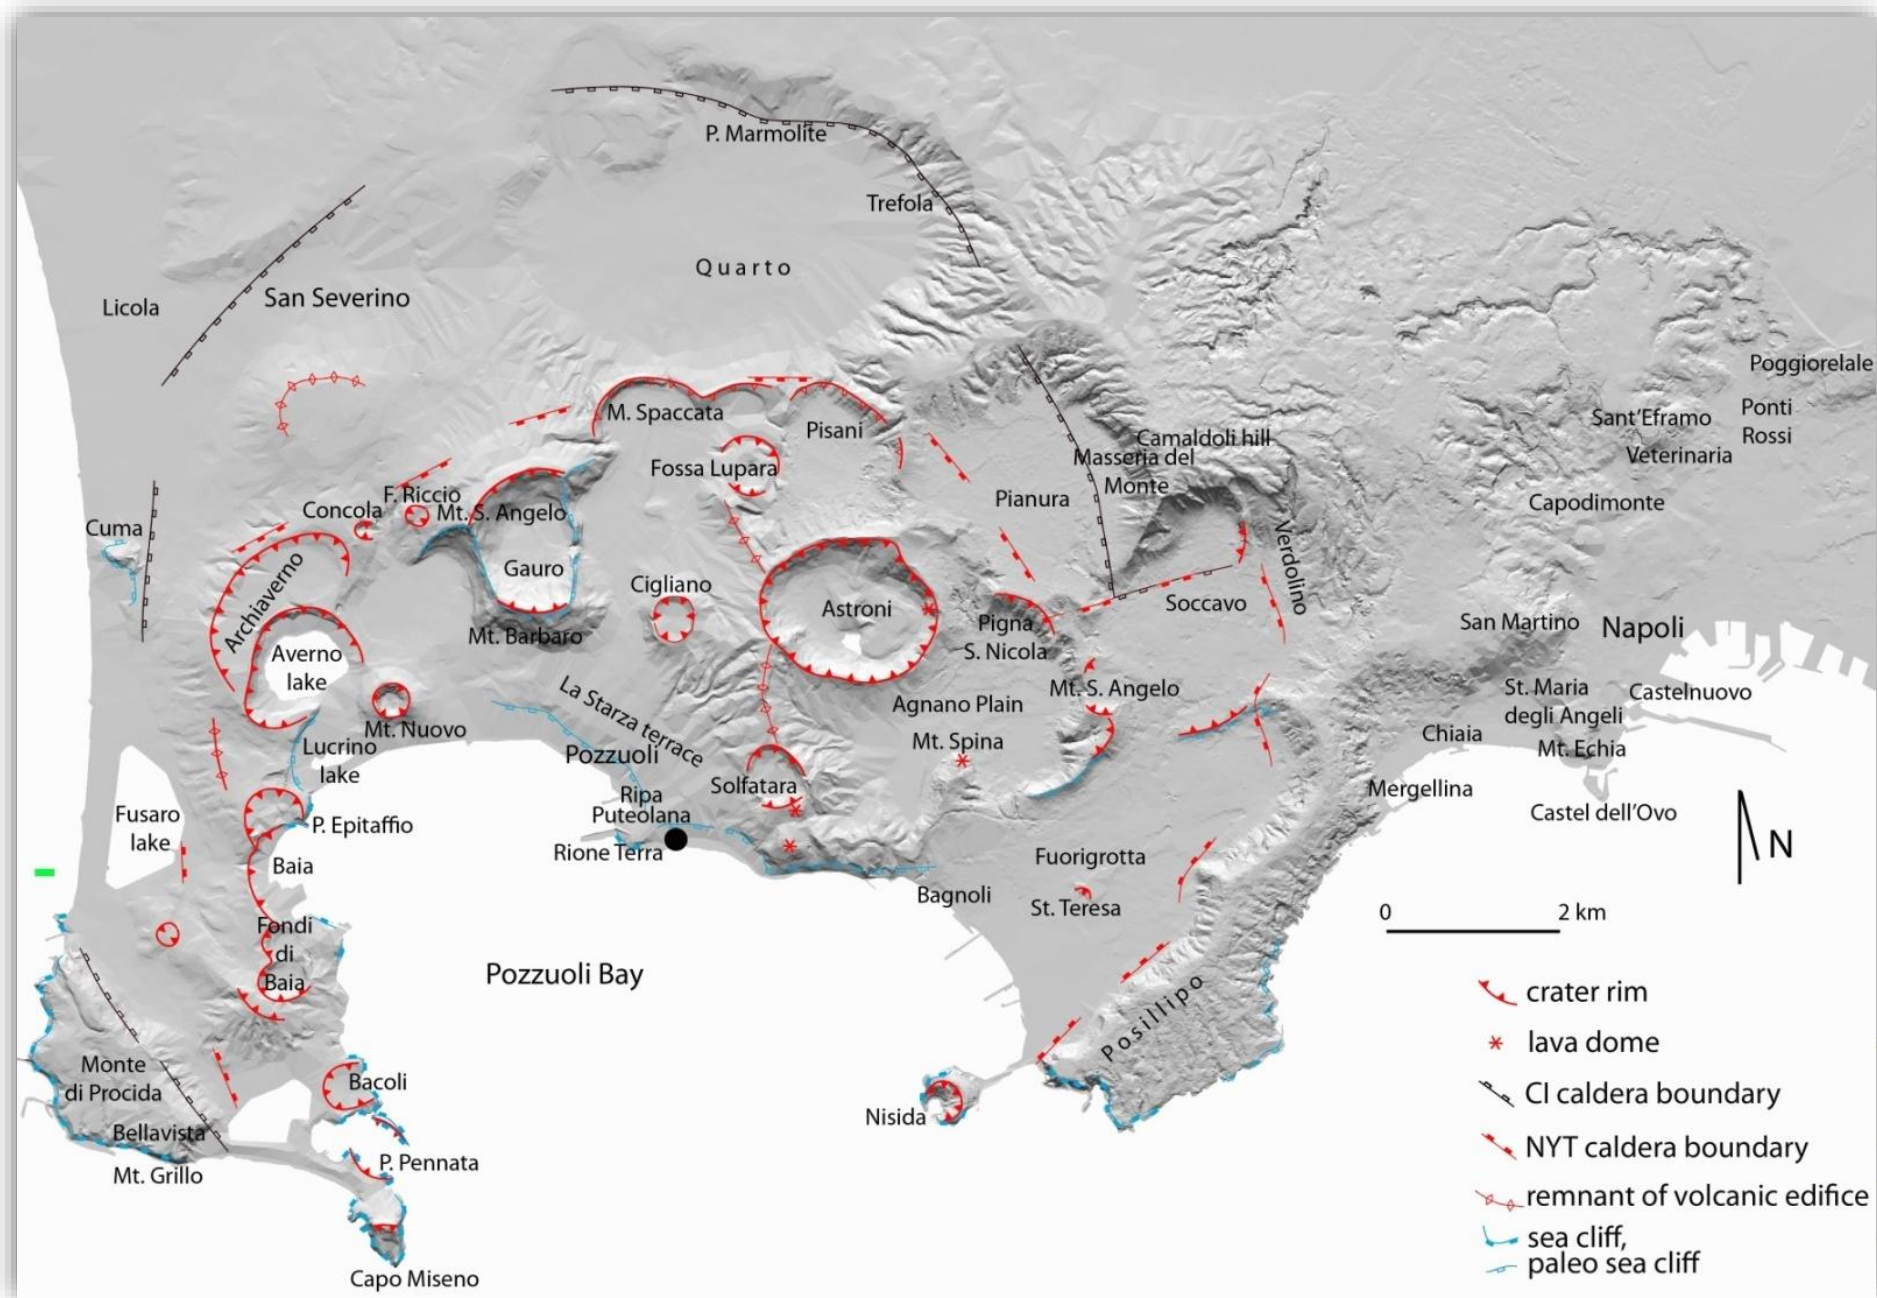 P. Marmolite
Trefola
Quarto
Licola
San Severino
Poggiorelale
M. Spaccata
Pisani
Sant'Eframo
Ponti
Rossi
Camaldoli hill
Masseria del
Monte
Veterinaria
Fossa Lupara
Pianura
Capodimonte
F. Riccio
Concola
Mt. S. Angelo
Cuma
Verdolino
Gauro
Cigliano
Archiaverno
Astroni
Soccavo
Mt. Barbaro
Pigna
S. Nicola
San Martino
Napoli
Averno
lake
Mt. S. Angelo
Agnano Plain
St. Maria
degli Angeli
Castelnuovo
La Starza terrace
Mt. Nuovo
Lucrino
lake
Pozzuoli
Mt. Spina
Chiaia
Mt. Echia
Solfatara
Ripa
Puteolana
Mergellina
Castel dell'Ovo
Fusaro
lake
P. Epitaffio
Rione Terra
Baia
Fuorigrotta
Bagnoli
St. Teresa
N
0
2 km
Fondi
di
Baia
Pozzuoli Bay
Posillipo
Monte
di Procida
Bacoli
Nisida
Bellavista
P. Pennata
Mt. Grillo
Capo Miseno
crater rim
lava dome
CI caldera boundary
NYT caldera boundary
remnant of volcanic edifice
sea cliff,
paleo sea cliff